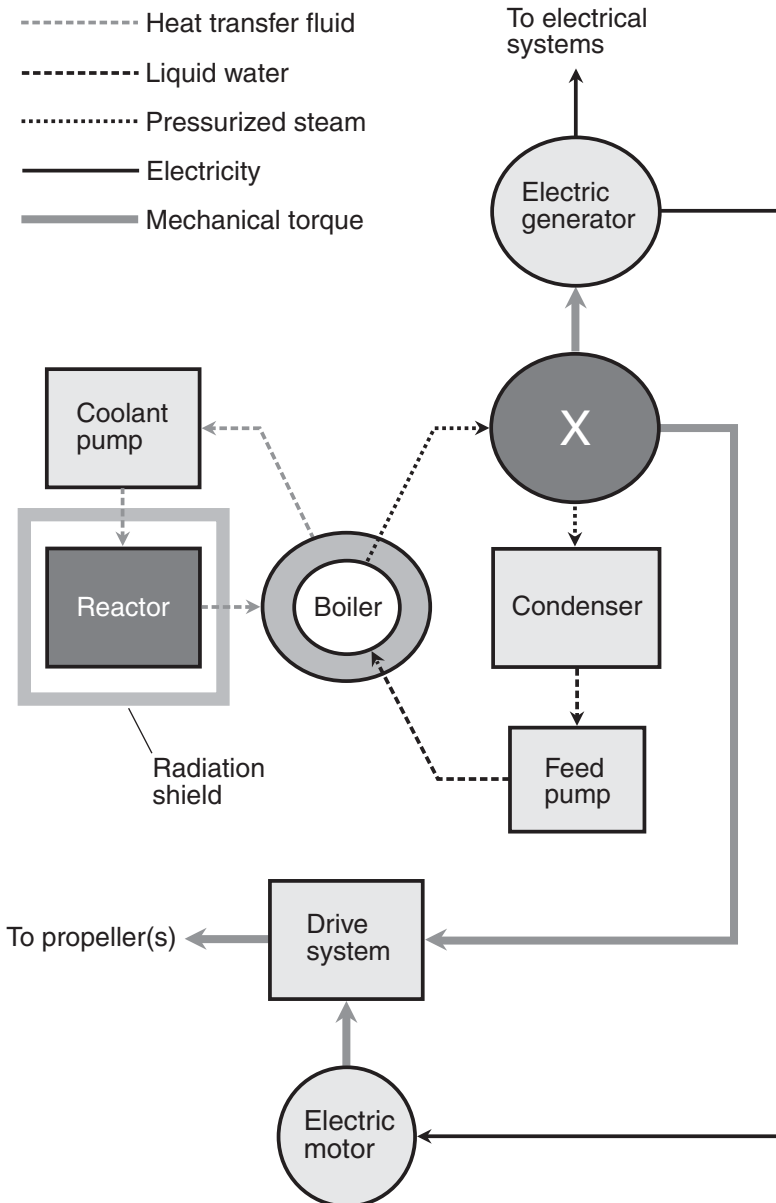 Heat transfer fluid
Liquid water
Pressurized steam
Electricity
Mechanical torque
To electrical
systems
Electric
generator
Coolant
pump
X
Reactor
Boiler
Condenser
Radiation
shield
Feed
pump
To propeller(s)
Drive
system
Electric
motor